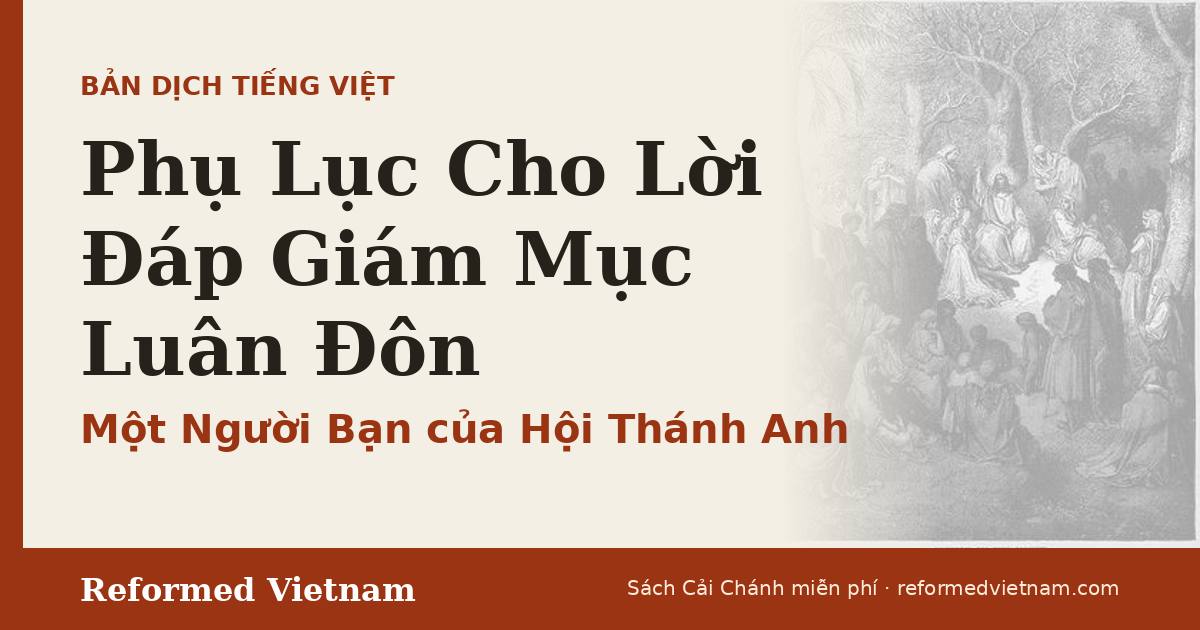 BẢN DỊCH TIẾNG VIỆT
Phụ Lục Cho Lời
Đáp Giám Mục
Luân Đôn
Một Người Bạn của Hội Thánh Anh
Reformed Vietnam
Sách Cải Chánh miễn phí · reformedvietnam.com